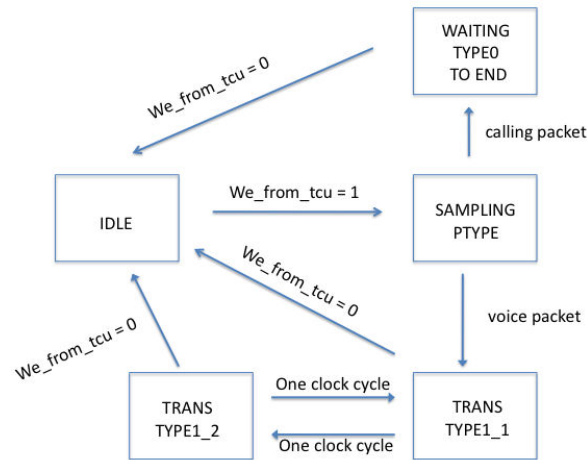 WAITING
TYPE0
TO END
We_from_tcu = 0
calling packet
IDLE
We_from_tcu = 1
SAMPLING
PTYPE
We_from_tcu = 0
voice packet
We_from_tcu = 0
One clock cycle
TRANS
TYPE1_2
TRANS
TYPE1_1
One clock cycle